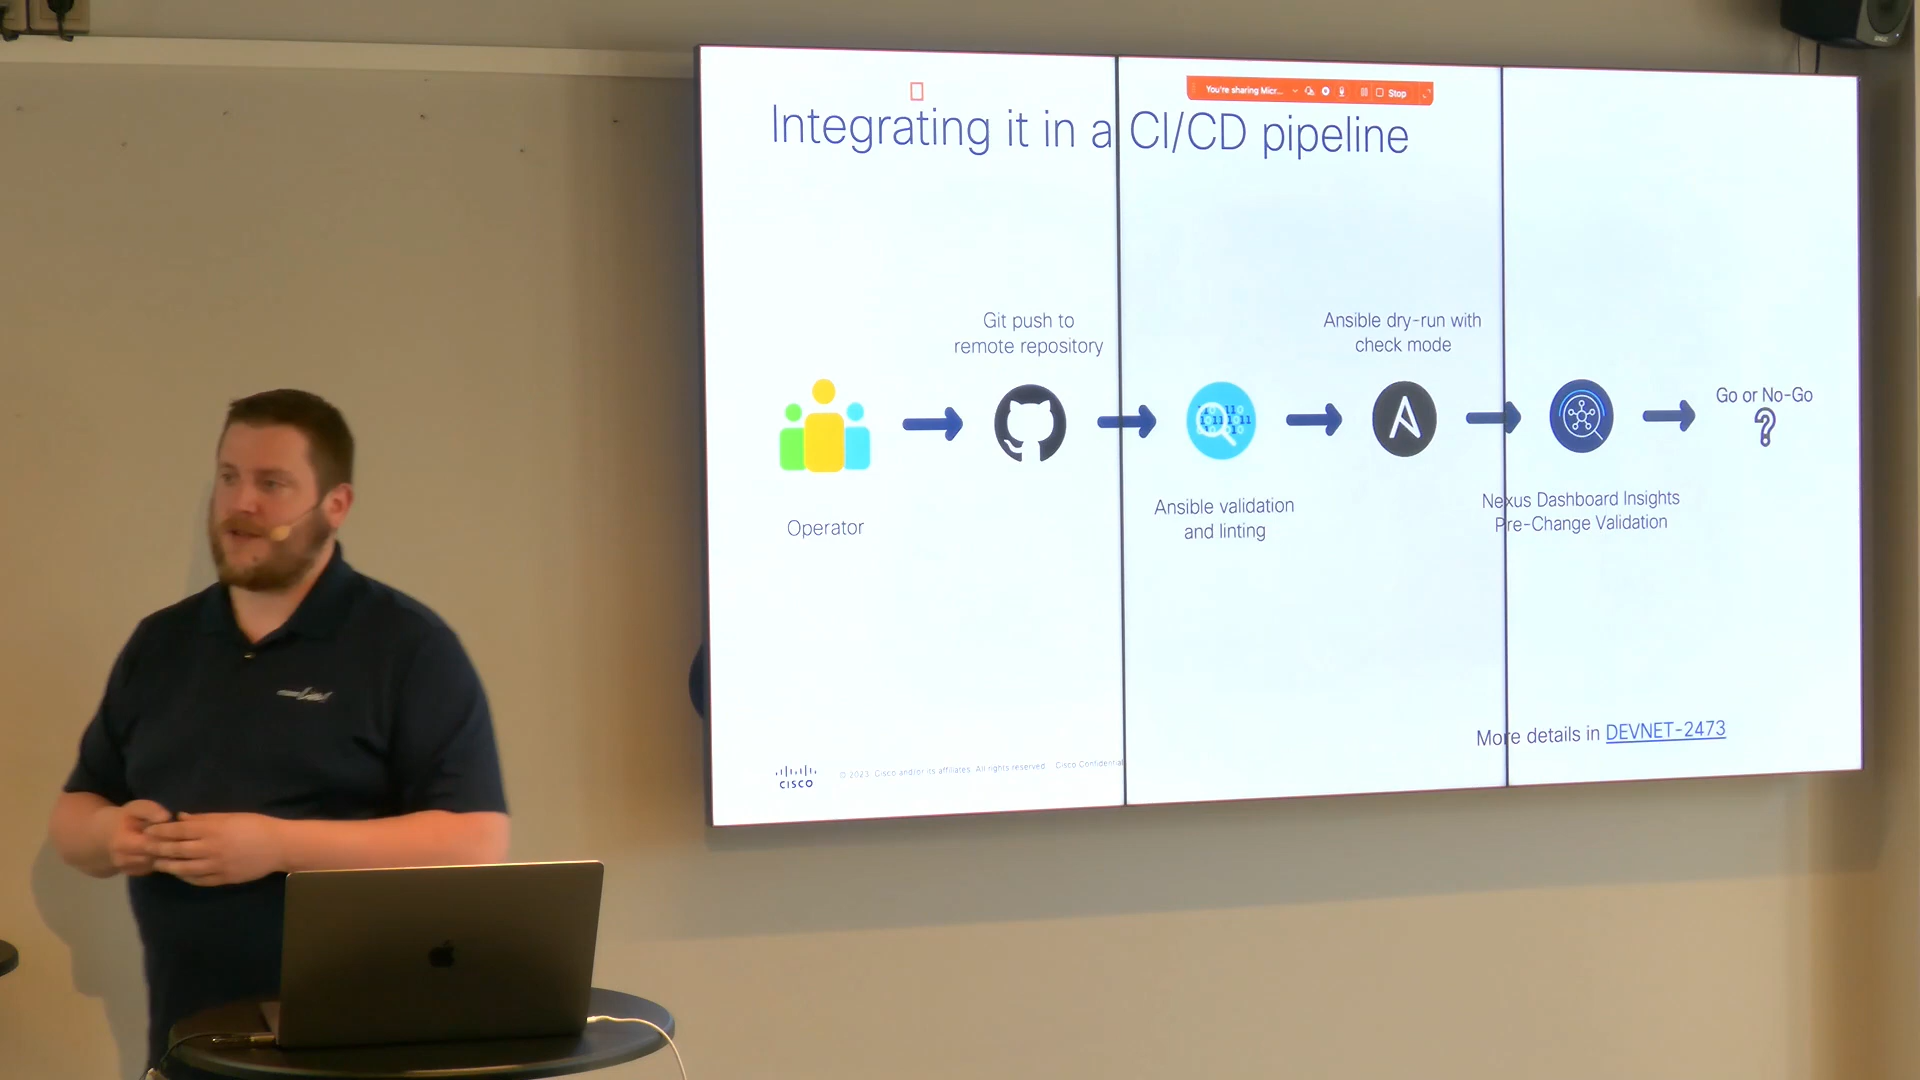 You're sharing Micr... Stop
Integrating it in a CI/CD pipeline
Git push to
remote repository
Ansible dry-run with
check mode
Go or No-Go
Operator
Ansible validation
and linting
Nexus Dashboard Insights
Pre-Change Validation
More details in DEVNET-2473
CISCO
© 2023 Cisco and/or its affiliates. All rights reserved. Cisco Confidential